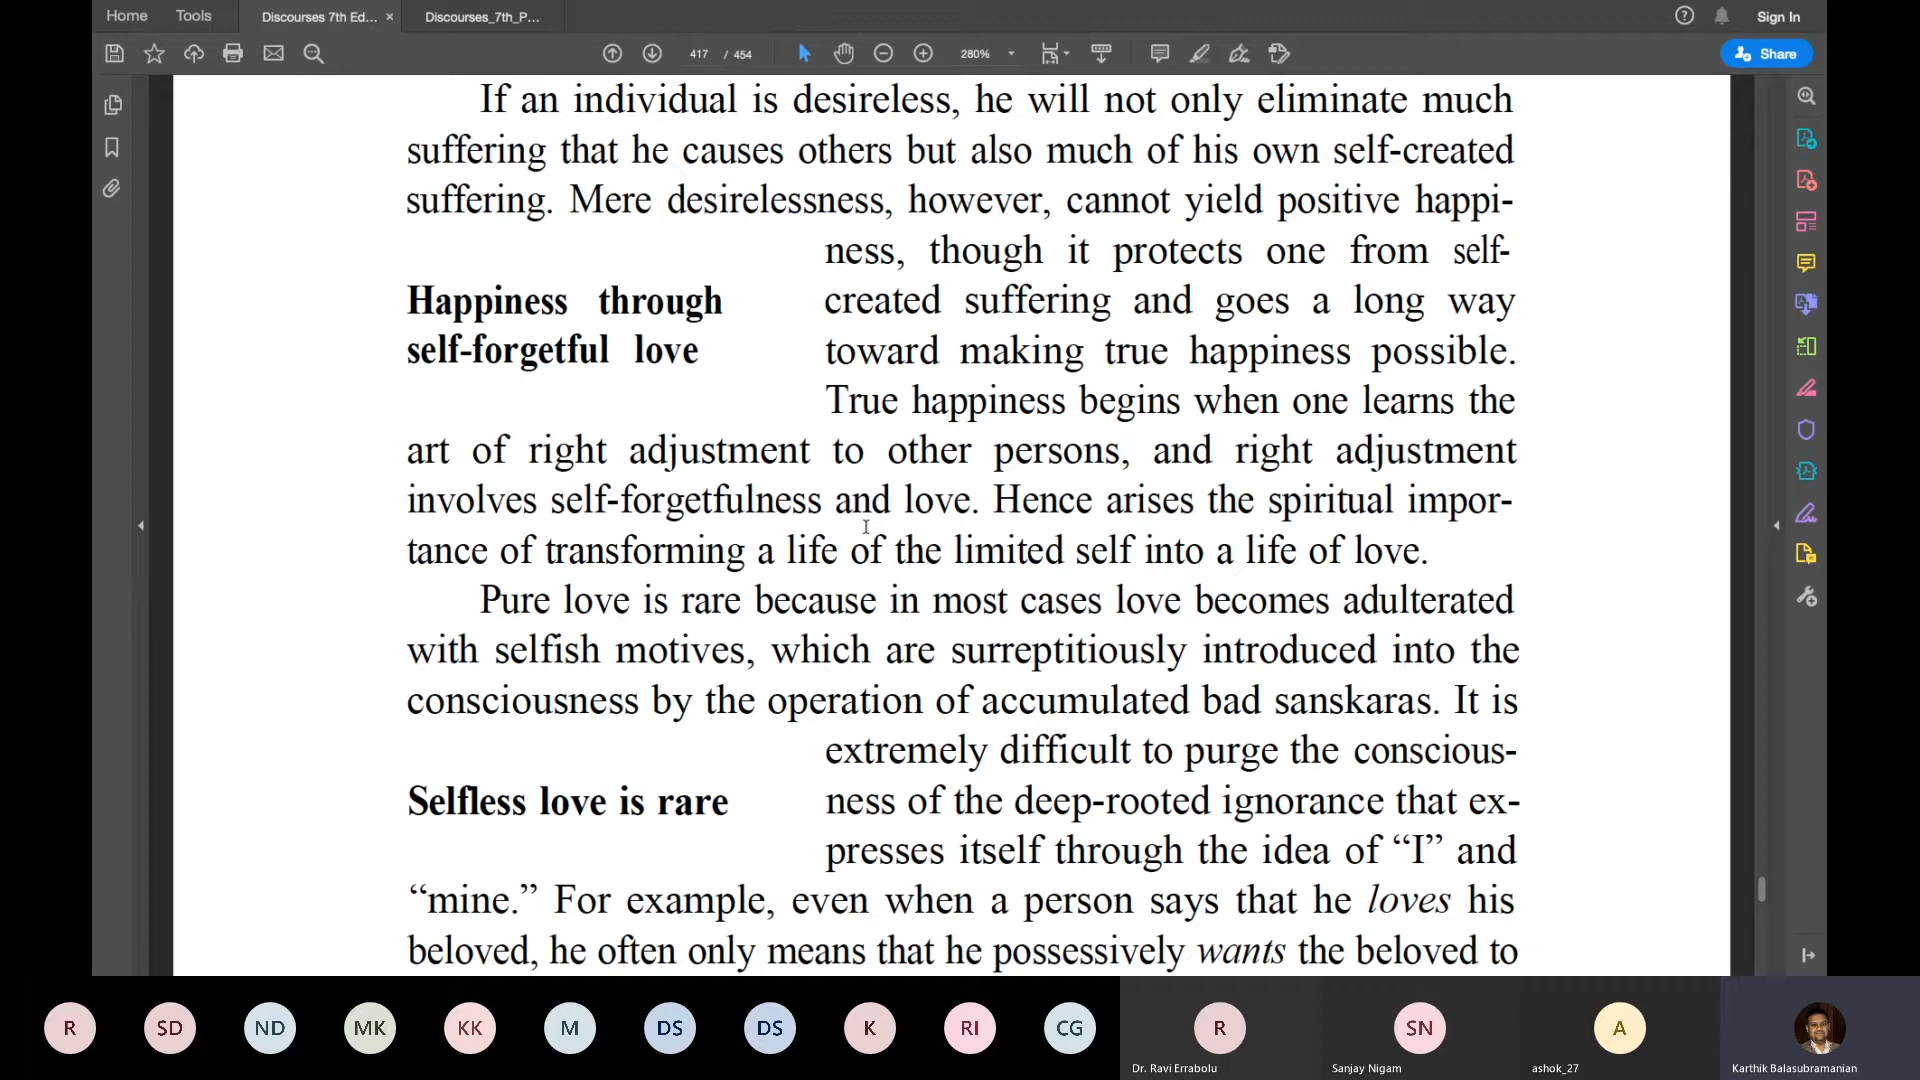 Home Tools Discourses 7th Ed... × Discourses_7th_P... Sign In
417 / 454 280% Share
If an individual is desireless, he will not only eliminate much
suffering that he causes others but also much of his own self-created
suffering. Mere desirelessness, however, cannot yield positive happi-
ness, though it protects one from self-
Happiness through created suffering and goes a long way
self-forgetful love toward making true happiness possible.
True happiness begins when one learns the
art of right adjustment to other persons, and right adjustment
involves self-forgetfulness and love. Hence arises the spiritual impor-
tance of transforming a life of the limited self into a life of love.
Pure love is rare because in most cases love becomes adulterated
with selfish motives, which are surreptitiously introduced into the
consciousness by the operation of accumulated bad sanskaras. It is
extremely difficult to purge the conscious-
Selfless love is rare ness of the deep-rooted ignorance that ex-
presses itself through the idea of “I” and
“mine.” For example, even when a person says that he loves his
beloved, he often only means that he possessively wants the beloved to
R SD ND MK KK M DS DS K RI CG R SN A
Dr. Ravi Errabolu Sanjay Nigam ashok_27 Karthik Balasubramanian